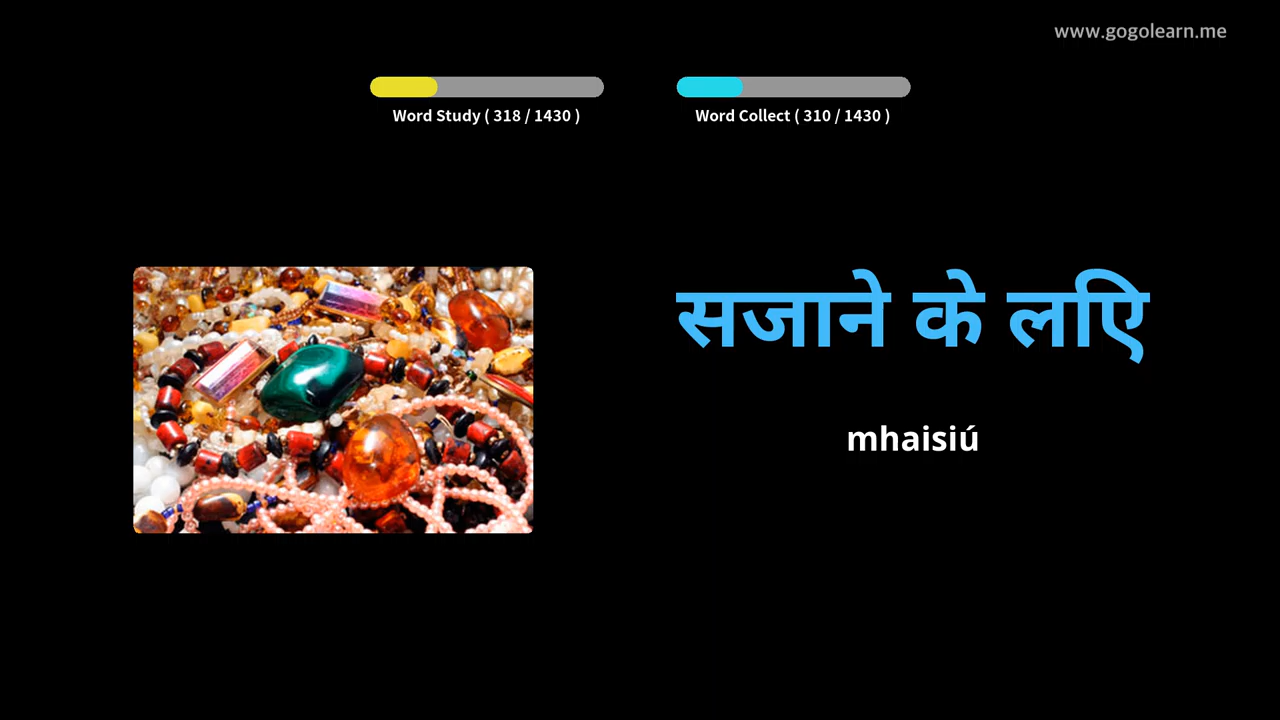 www.gogolearn.me
Word Study ( 318 / 1430 )
Word Collect ( 310 / 1430 )
सजाने के लिए
mhaisiú